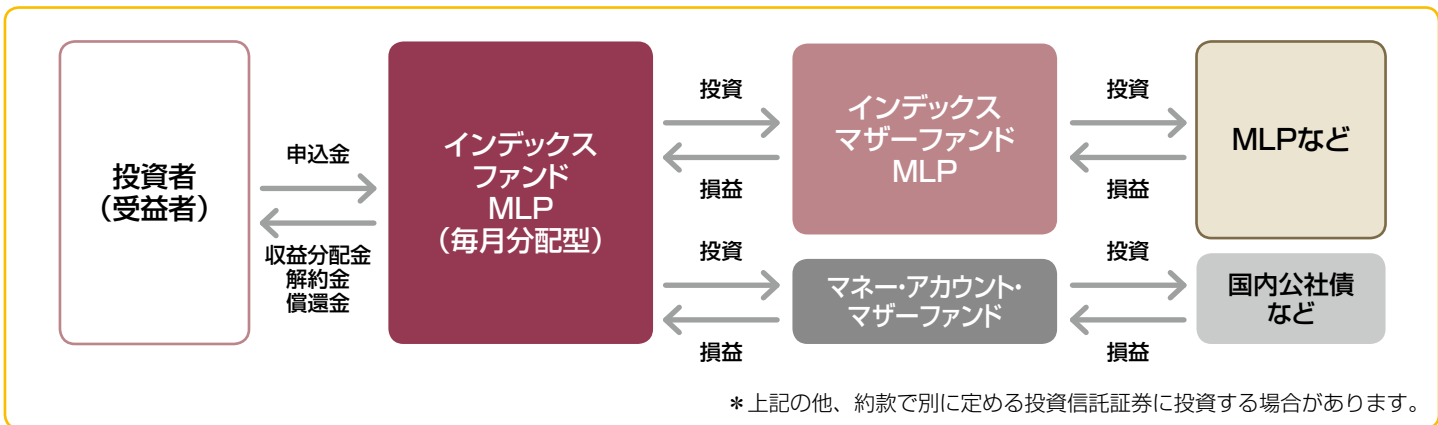 投資者
（受益者）
申込金
収益分配金
解約金
償還金
インデックス
ファンド
MLP
（毎月分配型）
投資
損益
インデックス
マザーファンド
MLP
投資
損益
MLPなど
投資
損益
マネー・アカウント・
マザーファンド
投資
損益
国内公社債
など
＊上記の他、約款で別に定める投資信託証券に投資する場合があります。